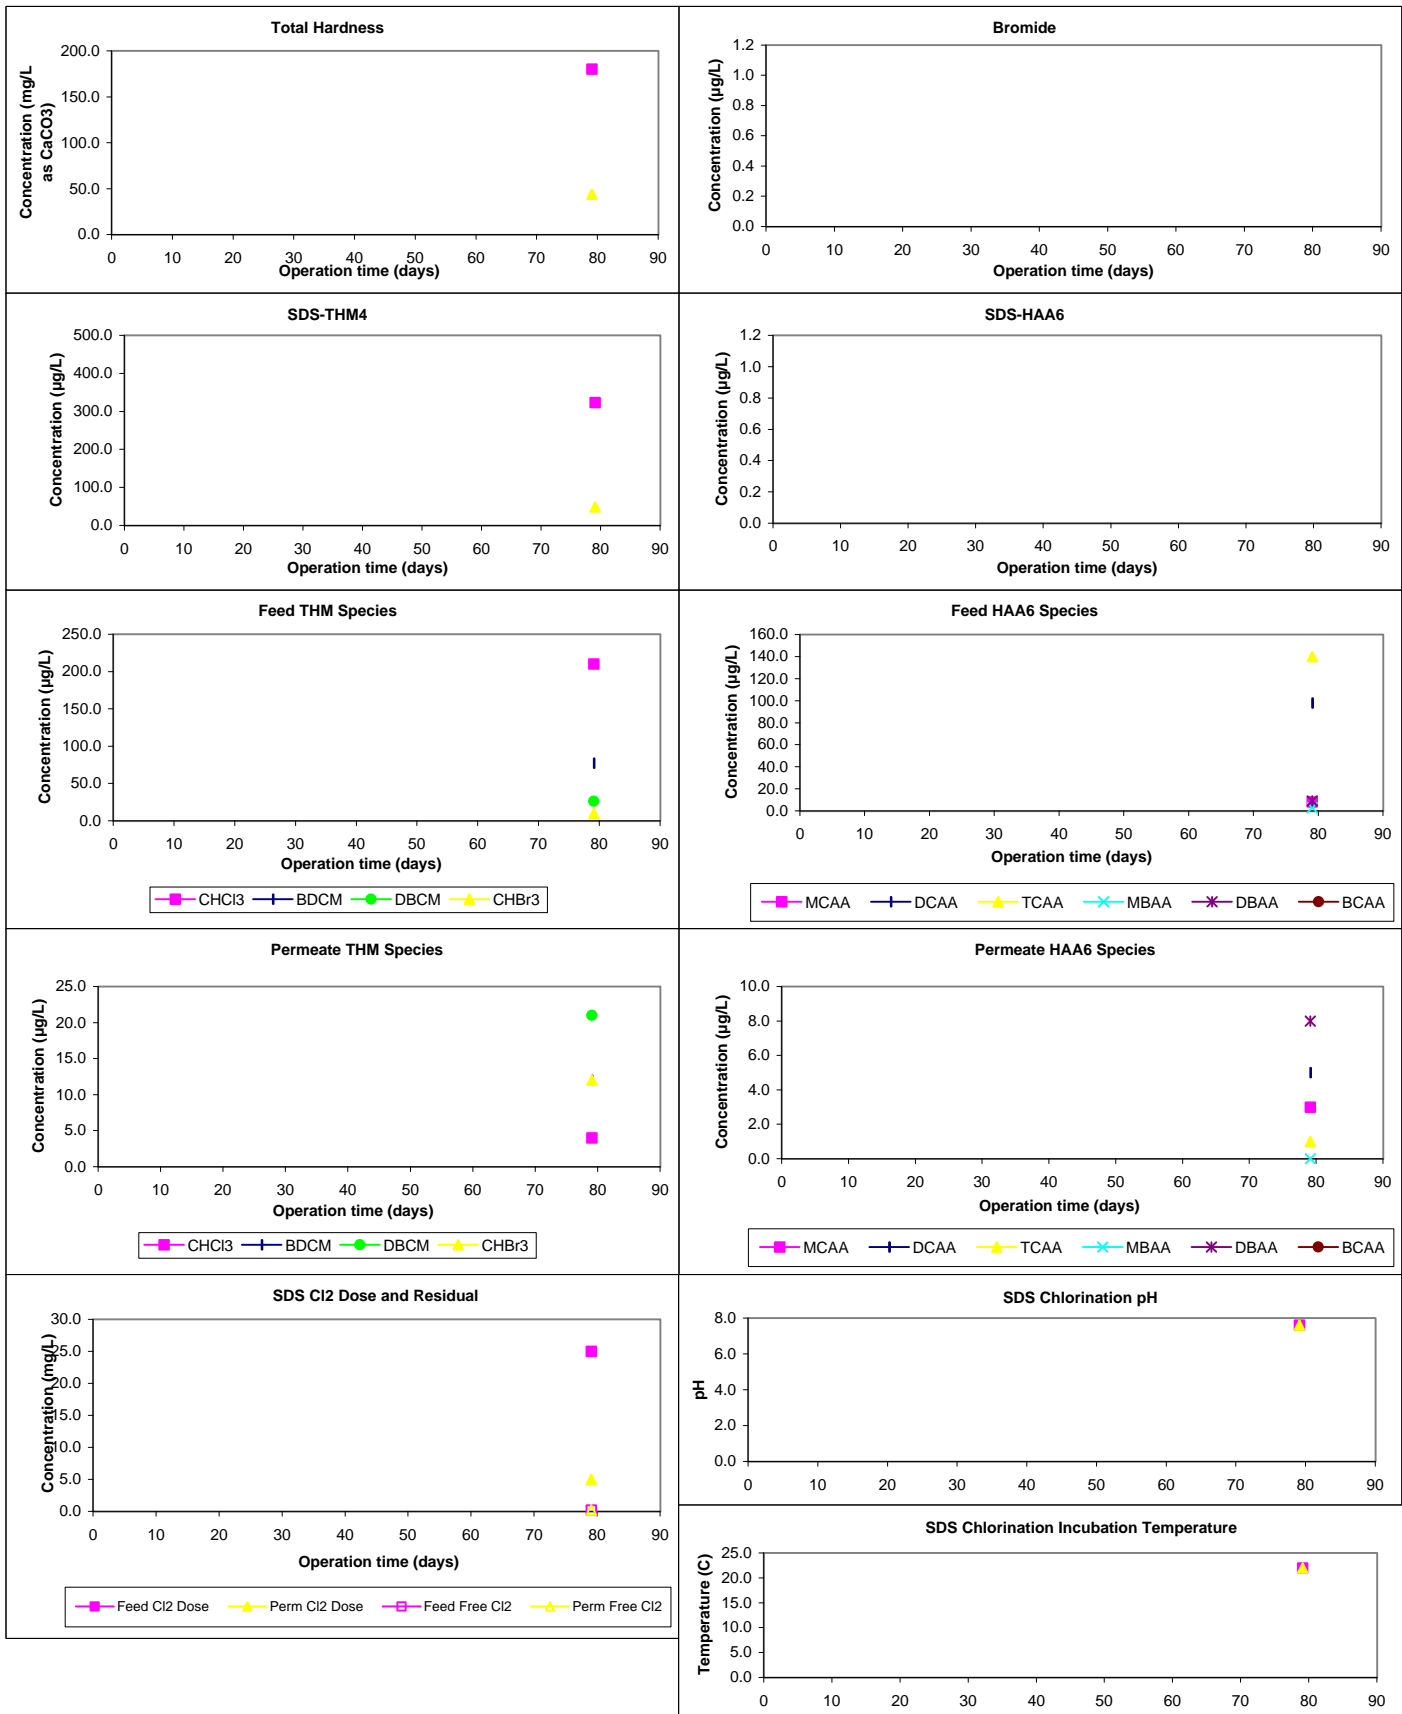 Total Hardness
Concentration (mg/L
as CaCO3)
200.0
150.0
100.0
50.0
0.0
0 10 20 30 40 50 60 70 80 90
Operation time (days)
Bromide
Concentration (µg/L)
1.2
1.0
0.8
0.6
0.4
0.2
0.0
0 10 20 30 40 50 60 70 80 90
Operation time (days)
SDS-THM4
Concentration (µg/L)
500.0
400.0
300.0
200.0
100.0
0.0
0 10 20 30 40 50 60 70 80 90
Operation time (days)
SDS-HAA6
Concentration (µg/L)
1.2
1.0
0.8
0.6
0.4
0.2
0.0
0 10 20 30 40 50 60 70 80 90
Operation time (days)
Feed THM Species
Concentration (µg/L)
250.0
200.0
150.0
100.0
50.0
0.0
0 10 20 30 40 50 60 70 80 90
Operation time (days)
CHCl3 BDCM DBCM CHBr3
Feed HAA6 Species
Concentration (µg/L)
160.0
140.0
120.0
100.0
80.0
60.0
40.0
20.0
0.0
0 10 20 30 40 50 60 70 80 90
Operation time (days)
MCAA DCAA TCAA MBAA DBAA BCAA
Permeate THM Species
Concentration (µg/L)
25.0
20.0
15.0
10.0
5.0
0.0
0 10 20 30 40 50 60 70 80 90
Operation time (days)
CHCl3 BDCM DBCM CHBr3
Permeate HAA6 Species
Concentration (µg/L)
10.0
8.0
6.0
4.0
2.0
0.0
0 10 20 30 40 50 60 70 80 90
Operation time (days)
MCAA DCAA TCAA MBAA DBAA BCAA
SDS Cl2 Dose and Residual
Concentration (mg/L)
30.0
25.0
20.0
15.0
10.0
5.0
0.0
0 10 20 30 40 50 60 70 80 90
Operation time (days)
Feed Cl2 Dose Perm Cl2 Dose Feed Free Cl2 Perm Free Cl2
SDS Chlorination pH
pH
8.0
6.0
4.0
2.0
0.0
0 10 20 30 40 50 60 70 80 90
SDS Chlorination Incubation Temperature
Temperature (C)
25.0
20.0
15.0
10.0
5.0
0.0
0 10 20 30 40 50 60 70 80 90